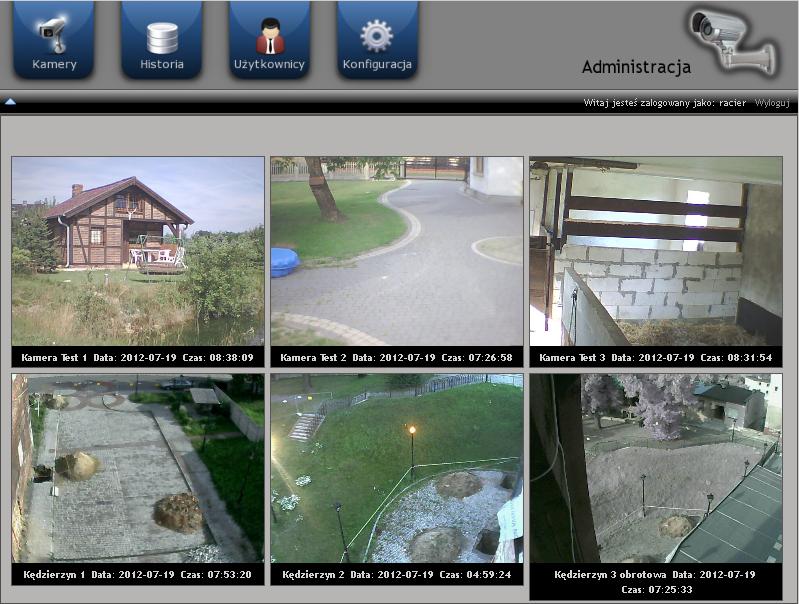 Kamery
Historia
Użytkownicy
Konfiguracja
Administracja
Witaj jesteś zalogowany jako: racier Wyloguj
Kamera Test 1 Data: 2012-07-19 Czas: 08:38:09
Kamera Test 2 Data: 2012-07-19 Czas: 07:26:58
Kamera Test 3 Data: 2012-07-19 Czas: 08:31:54
Kędzierzyn 1 Data: 2012-07-19 Czas: 07:53:20
Kędzierzyn 2 Data: 2012-07-19 Czas: 04:59:24
Kędzierzyn 3 obrotowa Data: 2012-07-19
Czas: 07:25:33